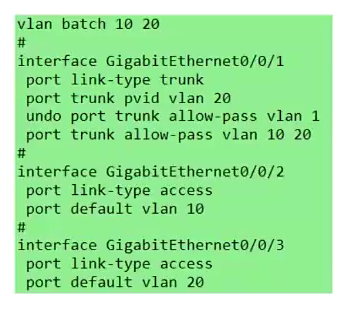 vlan batch 10 20
#
interface GigabitEthernet0/0/1
port link-type trunk
port trunk pvid vlan 20
undo port trunk allow-pass vlan 1
port trunk allow-pass vlan 10 20
#
interface GigabitEthernet0/0/2
port link-type access
port default vlan 10
#
interface GigabitEthernet0/0/3
port link-type access
port default vlan 20